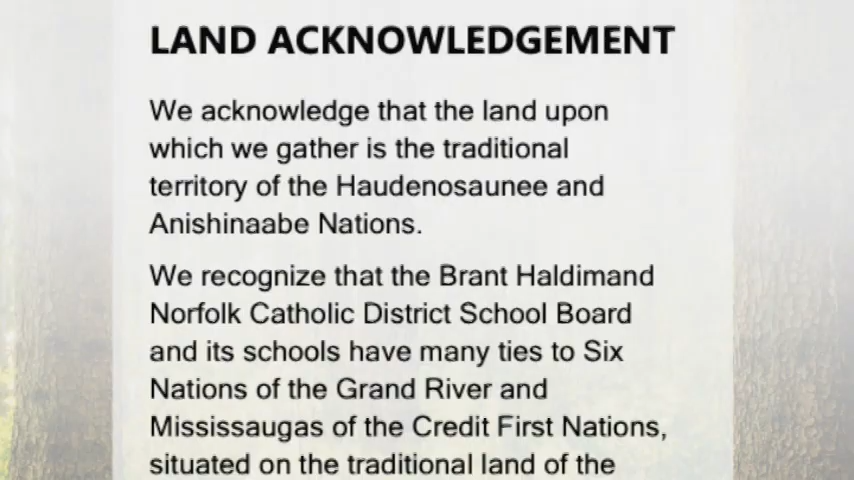 LAND ACKNOWLEDGEMENT
We acknowledge that the land upon
which we gather is the traditional
territory of the Haudenosaunee and
Anishinaabe Nations.
We recognize that the Brant Haldimand
Norfolk Catholic District School Board
and its schools have many ties to Six
Nations of the Grand River and
Mississaugas of the Credit First Nations,
situated on the traditional land of the